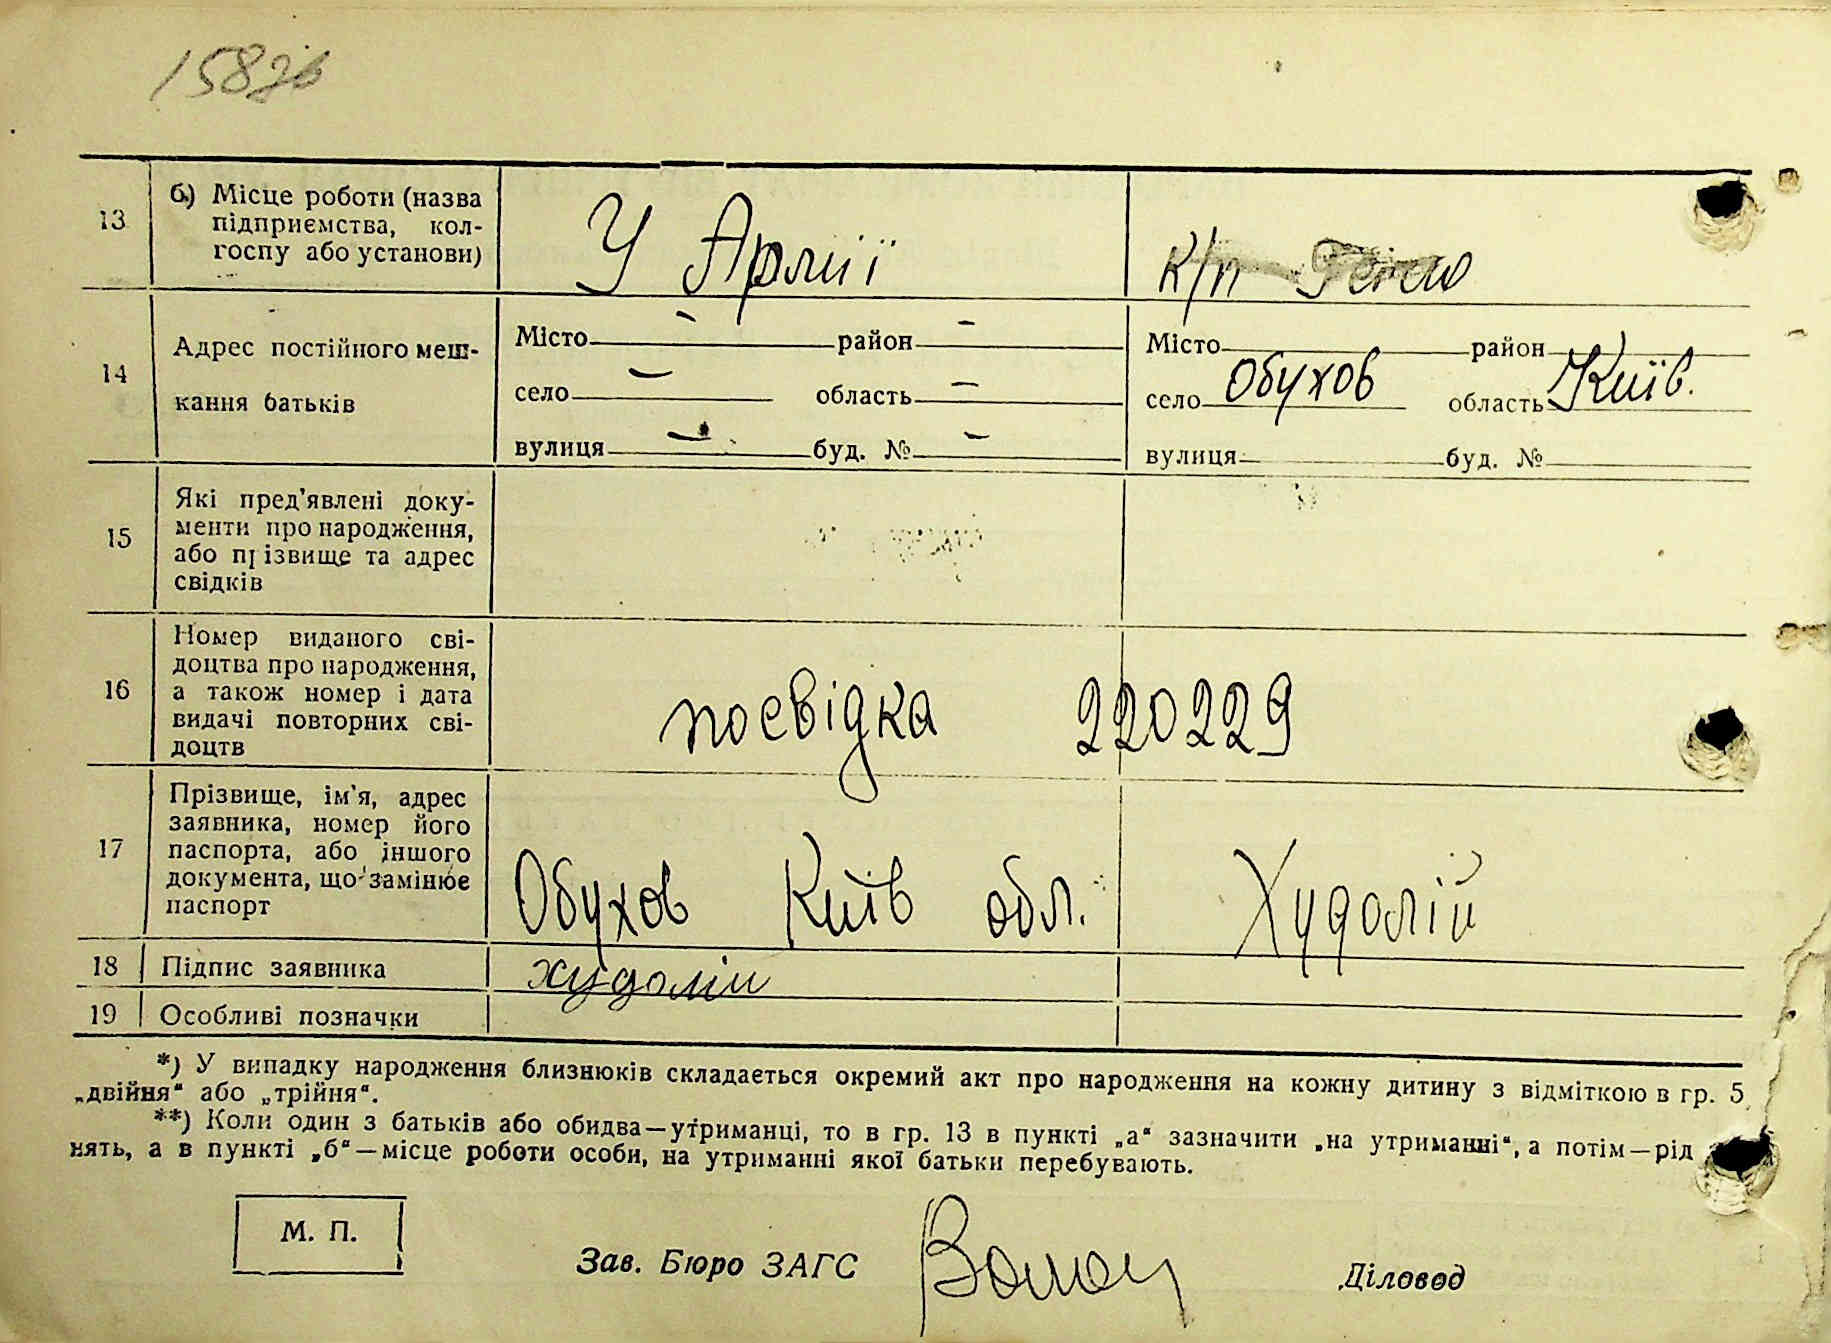 158зв
13 б) Місце роботи (назва
підприємства, кол-
госпу або установи)
У Армії
к/п
14 Адрес постійного меш-
кання батьків
Місто — район —
село — область —
вулиця — буд. № —
Місто район
село Обухов область Київ.
вулиця буд. №
15 Які пред'явлені доку-
менти про народження,
або прізвище та адрес
свідків
16 Номер виданого сві-
доцтва про народження,
а також номер і дата
видачі повторних сві-
доцтв
посвідка 220229
17 Прізвище, ім'я, адрес
заявника, номер його
паспорта, або іншого
документа, що замінює
паспорт
Обухов Київ обл. Худолій
18 Підпис заявника худолій
19 Особливі позначки
*) У випадку народження близнюків складається окремий акт про народження на кожну дитину з відміткою в гр. 5
„двійня“ або „трійня“.
**) Коли один з батьків або обидва—утриманці, то в гр. 13 в пункті „а“ зазначити „на утриманні“, а потім—рід
нять, а в пункті „б“—місце роботи особи, на утриманні якої батьки перебувають.
М. П.
Зав. Бюро ЗАГС
Діловод